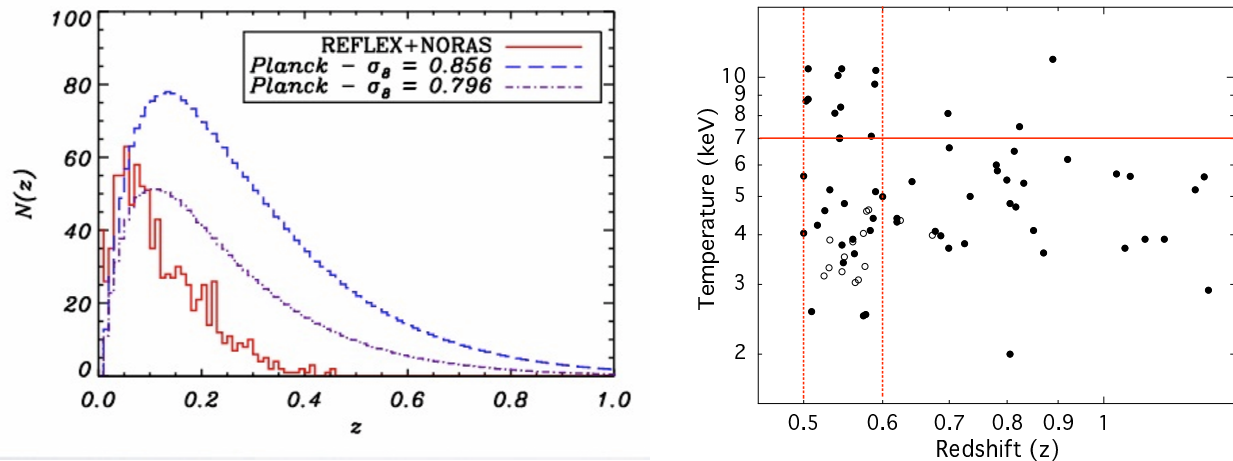 100
80
60
40
20
0
N(z)
REFLEX+NORAS
Planck - σ₈ = 0.856
Planck - σ₈ = 0.796
0.0 0.2 0.4 0.6 0.8 1.0
z
10
9
8
7
6
5
4
3
2
Temperature (keV)
0.5 0.6 0.7 0.8 0.9 1
Redshift (z)